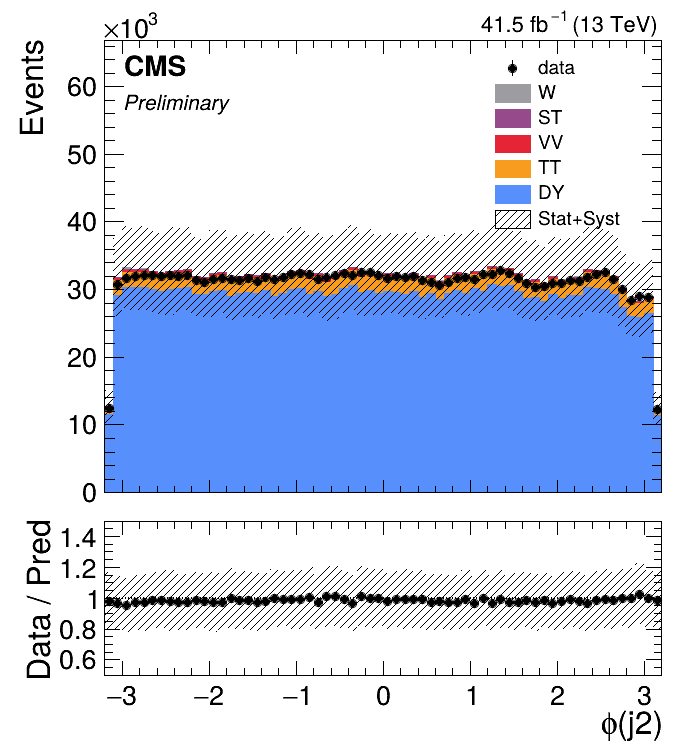 ×10³
41.5 fb⁻¹ (13 TeV)
Events
CMS
Preliminary
data
W
ST
VV
TT
DY
Stat+Syst
60
50
40
30
20
10
0
Data / Pred
1.4
1.2
1
0.8
0.6
−3 −2 −1 0 1 2 3
ϕ(j2)